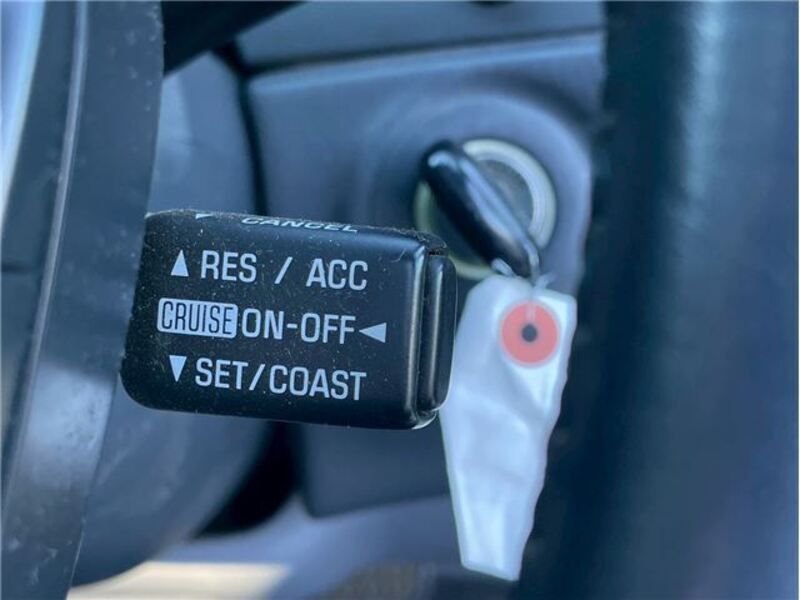 CANCEL
▲ RES / ACC
CRUISE ON-OFF ◄
▼ SET/COAST